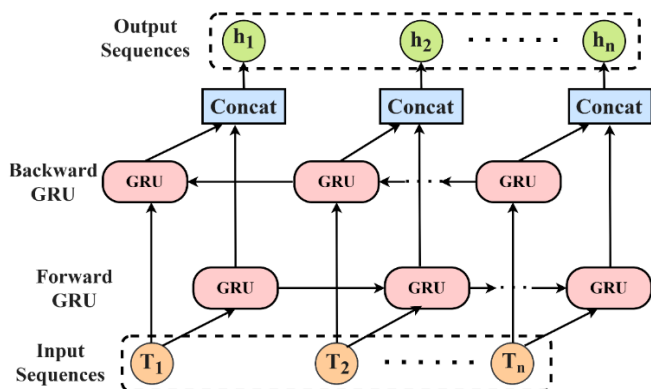 Output
Sequences
h1 h2 . . . . . . hn
Concat Concat Concat
Backward
GRU
GRU GRU GRU
Forward
GRU
GRU GRU GRU
Input
Sequences
T1 T2 . . . . . . Tn